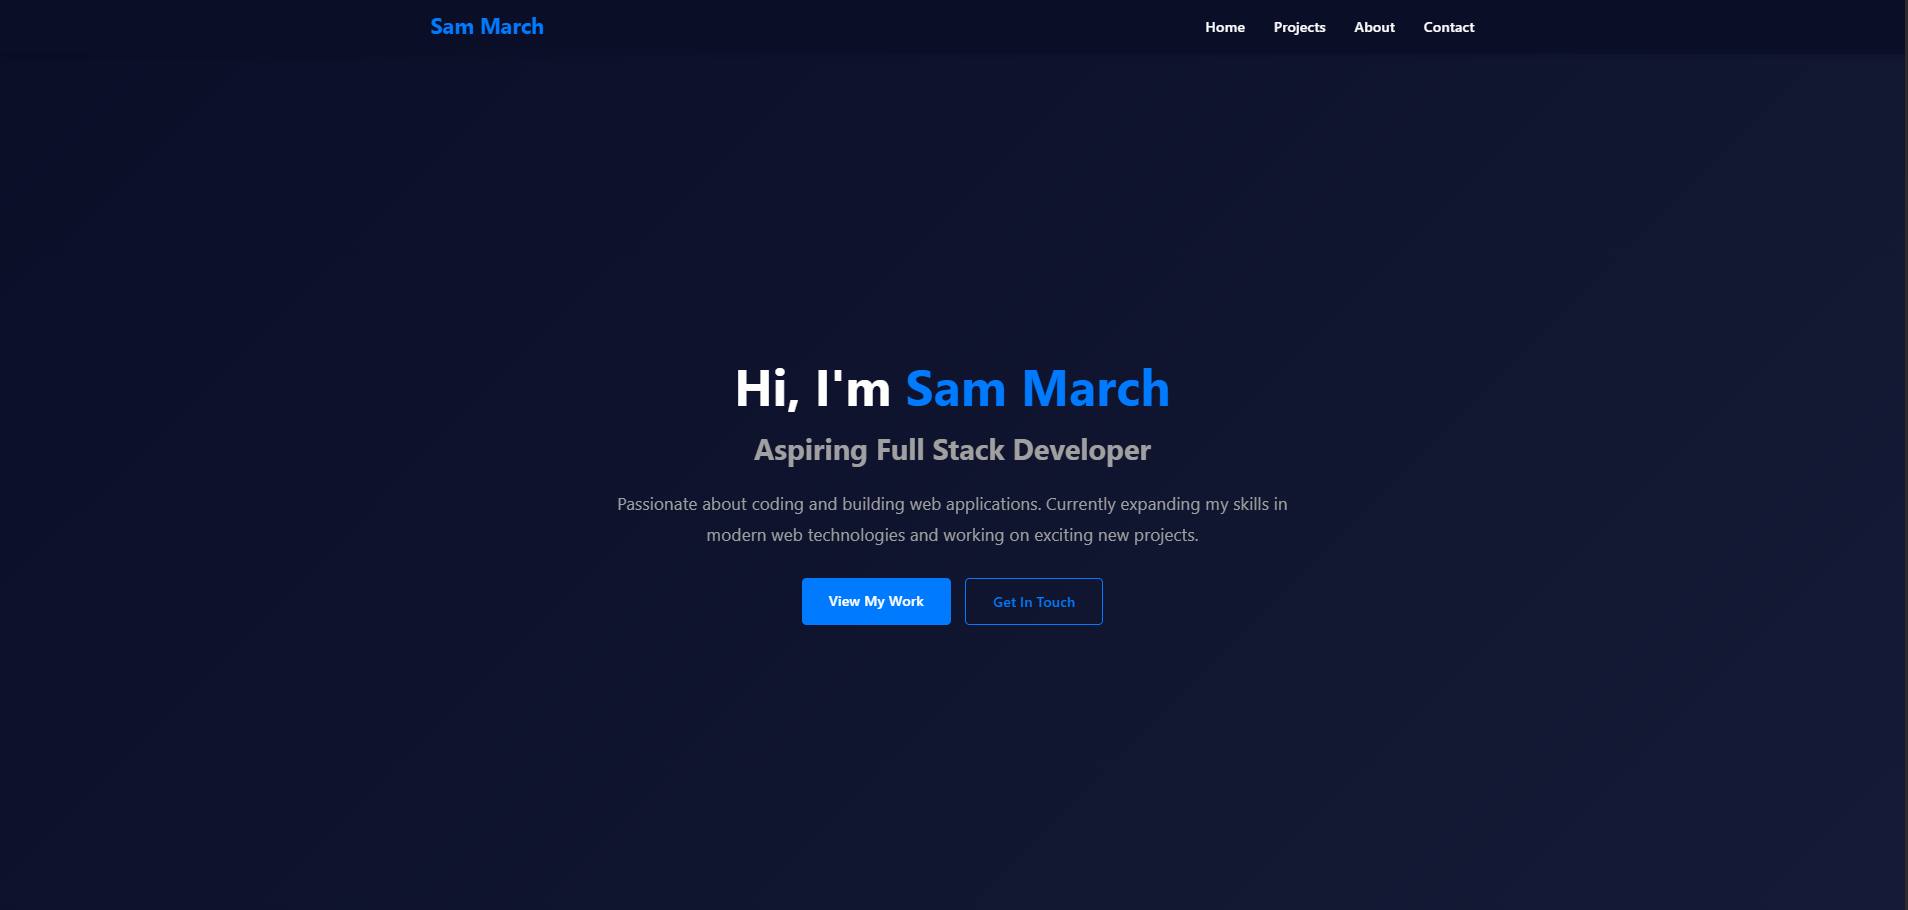 Sam March
Home Projects About Contact
Hi, I'm Sam March
Aspiring Full Stack Developer
Passionate about coding and building web applications. Currently expanding my skills in
modern web technologies and working on exciting new projects.
View My Work
Get In Touch